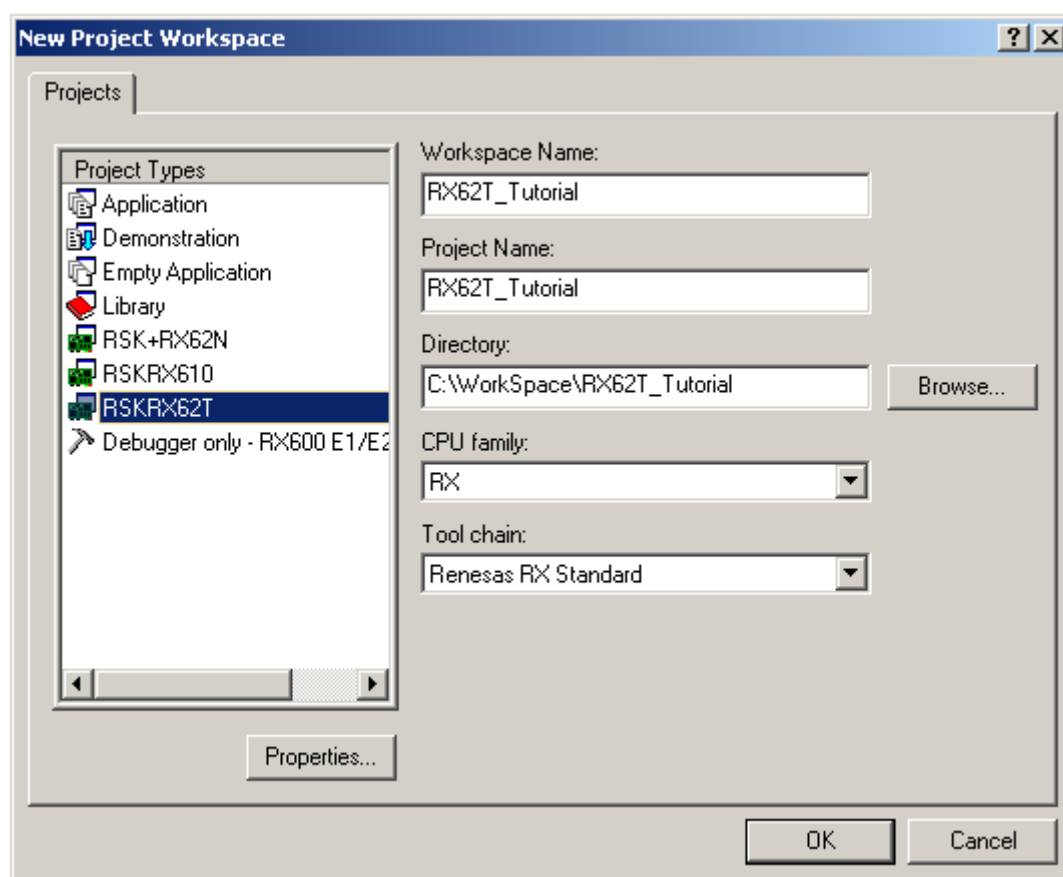 New Project Workspace
Projects
Project Types
Application
Demonstration
Empty Application
Library
RSK+RX62N
RSKRX610
RSKRX62T
Debugger only - RX600 E1/E2
Workspace Name:
RX62T_Tutorial
Project Name:
RX62T_Tutorial
Directory:
C:\WorkSpace\RX62T_Tutorial
Browse...
CPU family:
RX
Tool chain:
Renesas RX Standard
Properties...
OK
Cancel